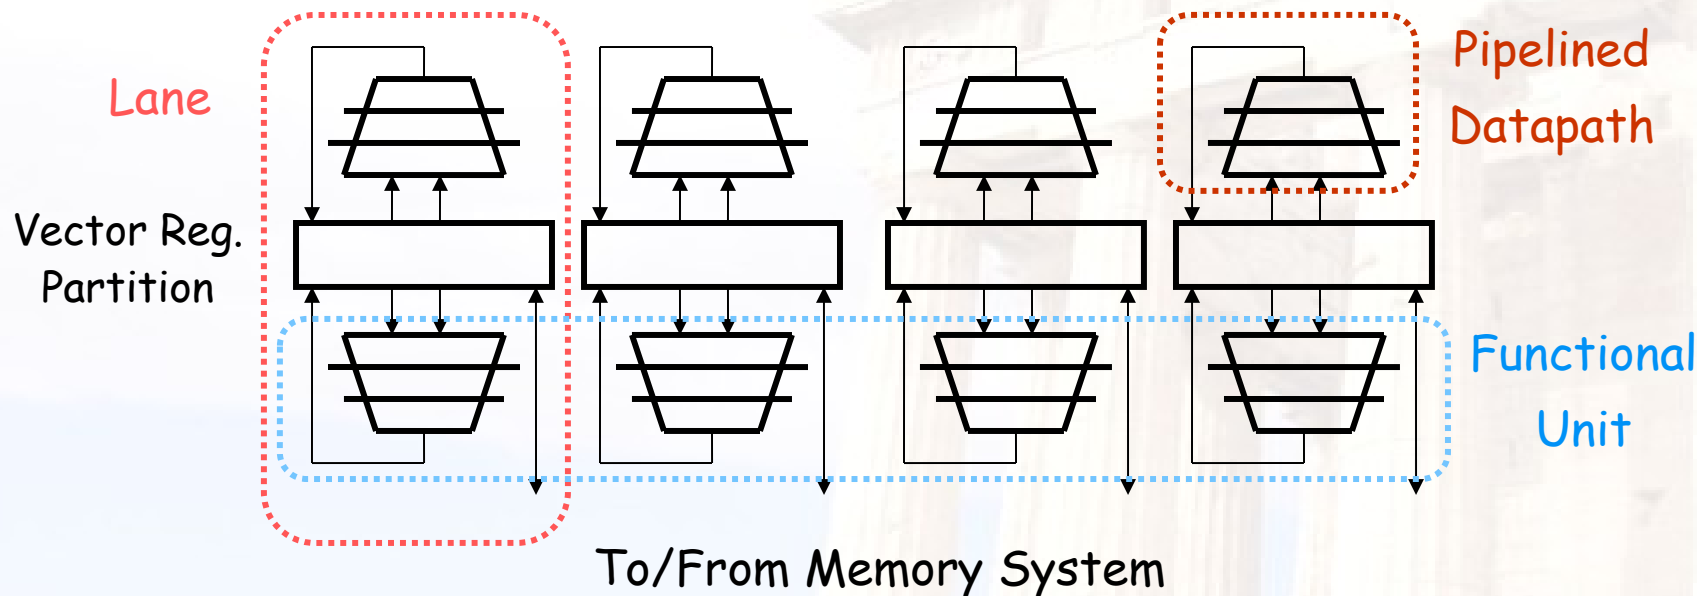 Lane
Pipelined
Datapath
Vector Reg.
Partition
Functional
Unit
To/From Memory System